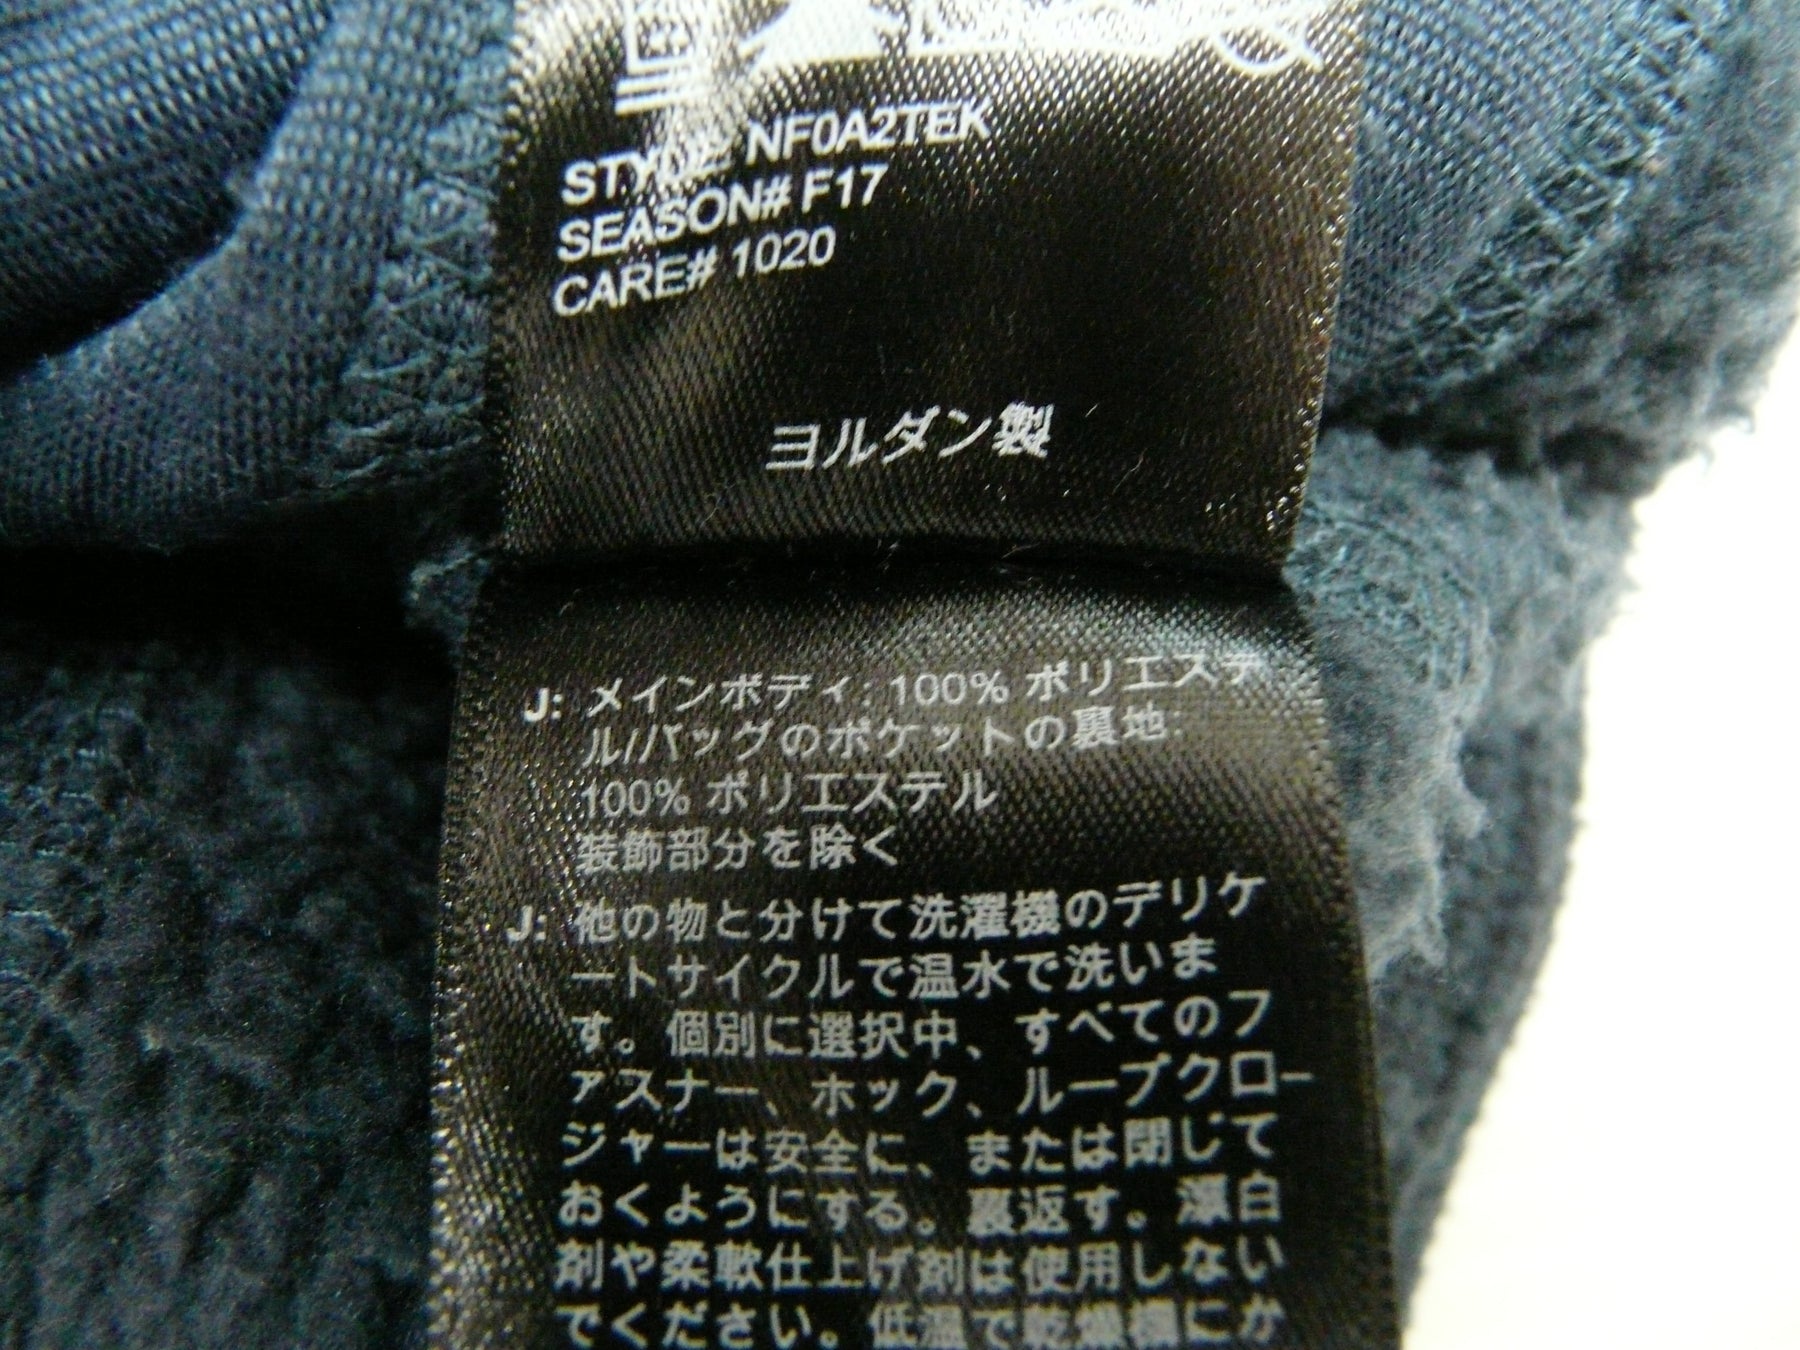 STYLE NF0A2TEK
SEASON# F17
CARE# 1020
ヨルダン製
J: メインボディ: 100% ポリエステ
ル/バッグのポケットの裏地:
100% ポリエステル
装飾部分を除く
J: 他の物と分けて洗濯機のデリケ
ートサイクルで温水で洗いま
す。個別に選択中、すべてのフ
ァスナー、ホック、ループクロー
ジャーは安全に、または閉じて
おくようにする。裏返す。漂白
剤や柔軟仕上げ剤は使用しない
でください。低温で乾燥機にか